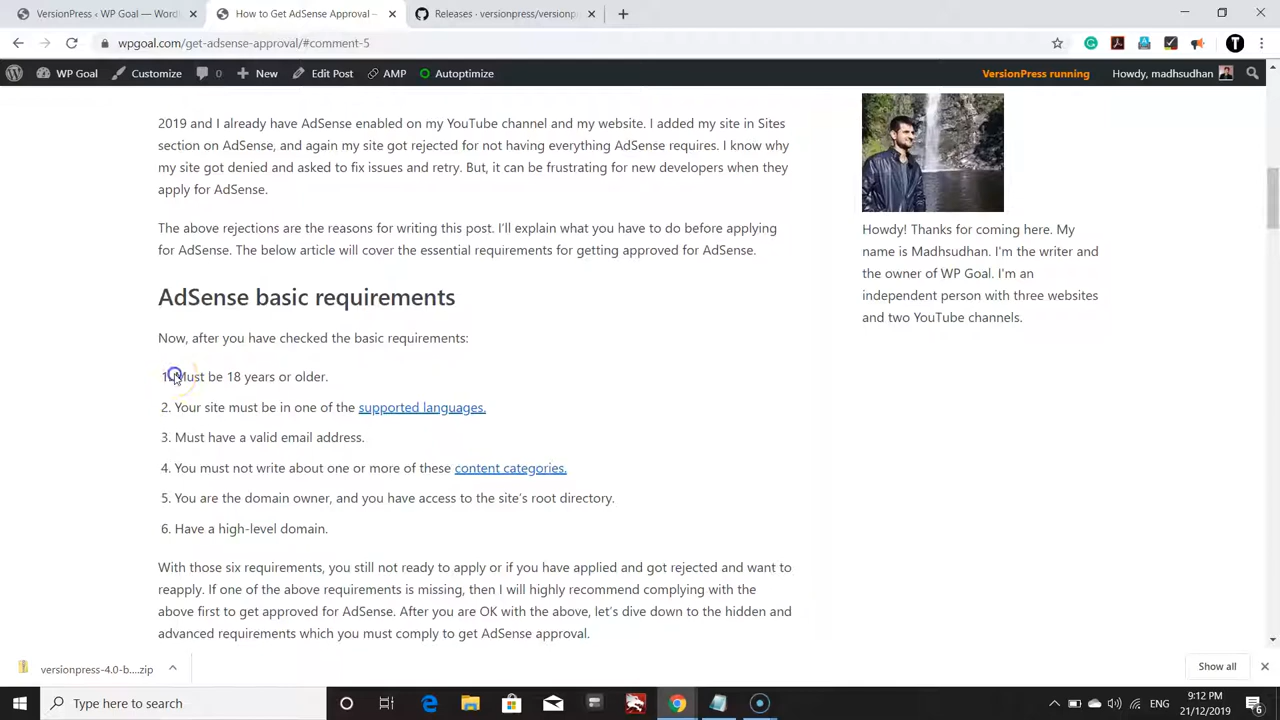 VersionPress ‹ WP Goal — Word
How to Get AdSense Approval –
Releases · versionpress/versionpr
wpgoal.com/get-adsense-approval/#comment-5
WP Goal
Customize
0
New
Edit Post
AMP
Autoptimize
VersionPress running
Howdy, madhsudhan
2019 and I already have AdSense enabled on my YouTube channel and my website. I added my site in Sites
section on AdSense, and again my site got rejected for not having everything AdSense requires. I know why
my site got denied and asked to fix issues and retry. But, it can be frustrating for new developers when they
apply for AdSense.
The above rejections are the reasons for writing this post. I'll explain what you have to do before applying
for AdSense. The below article will cover the essential requirements for getting approved for AdSense.
AdSense basic requirements
Now, after you have checked the basic requirements:
1. Must be 18 years or older.
2. Your site must be in one of the supported languages.
3. Must have a valid email address.
4. You must not write about one or more of these content categories.
5. You are the domain owner, and you have access to the site's root directory.
6. Have a high-level domain.
With those six requirements, you still not ready to apply or if you have applied and got rejected and want to
reapply. If one of the above requirements is missing, then I will highly recommend complying with the
above first to get approved for AdSense. After you are OK with the above, let's dive down to the hidden and
advanced requirements which you must comply to get AdSense approval.
Howdy! Thanks for coming here. My
name is Madhsudhan. I'm the writer and
the owner of WP Goal. I'm an
independent person with three websites
and two YouTube channels.
versionpress-4.0-b....zip
Show all
Type here to search
ENG
9:12 PM
21/12/2019
6